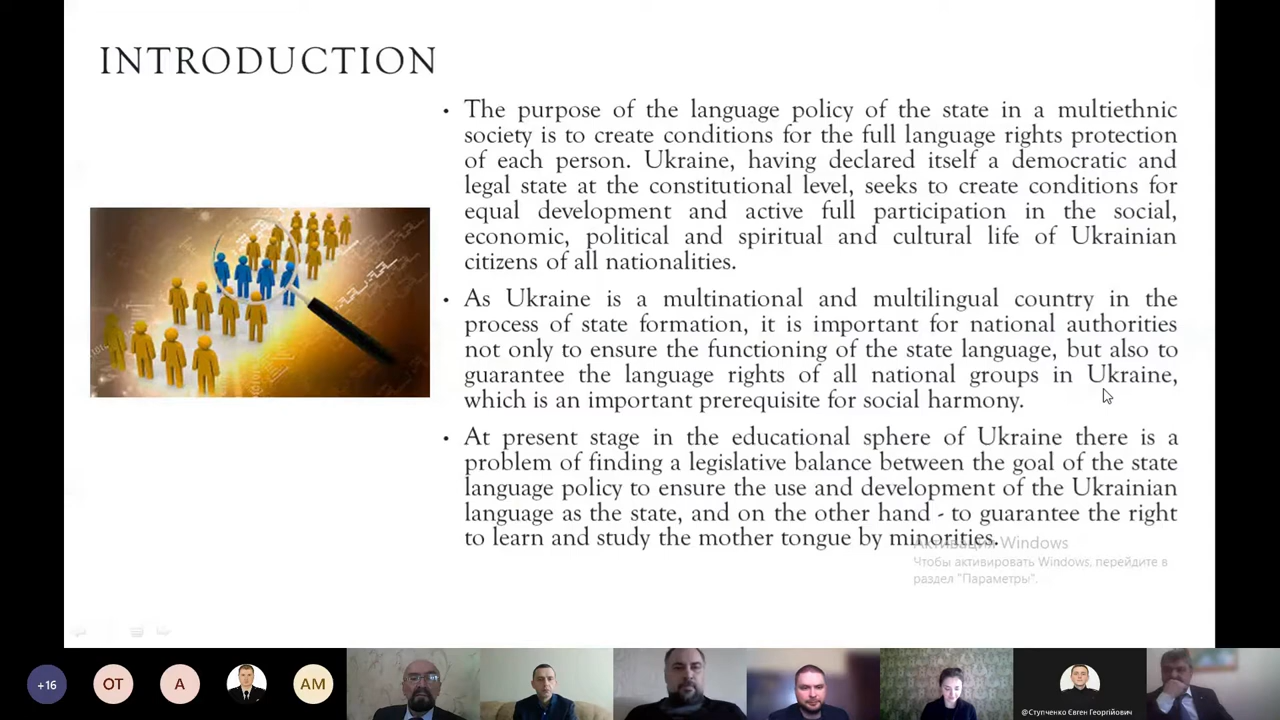 INTRODUCTION
• The purpose of the language policy of the state in a multiethnic
society is to create conditions for the full language rights protection
of each person. Ukraine, having declared itself a democratic and
legal state at the constitutional level, seeks to create conditions for
equal development and active full participation in the social,
economic, political and spiritual and cultural life of Ukrainian
citizens of all nationalities.
• As Ukraine is a multinational and multilingual country in the
process of state formation, it is important for national authorities
not only to ensure the functioning of the state language, but also to
guarantee the language rights of all national groups in Ukraine,
which is an important prerequisite for social harmony.
• At present stage in the educational sphere of Ukraine there is a
problem of finding a legislative balance between the goal of the state
language policy to ensure the use and development of the Ukrainian
language as the state, and on the other hand - to guarantee the right
to learn and study the mother tongue by minorities.
Активация Windows
Чтобы активировать Windows, перейдите в
раздел "Параметры".
+16
OT
A
AM
@Ступченко Євген Георгійович